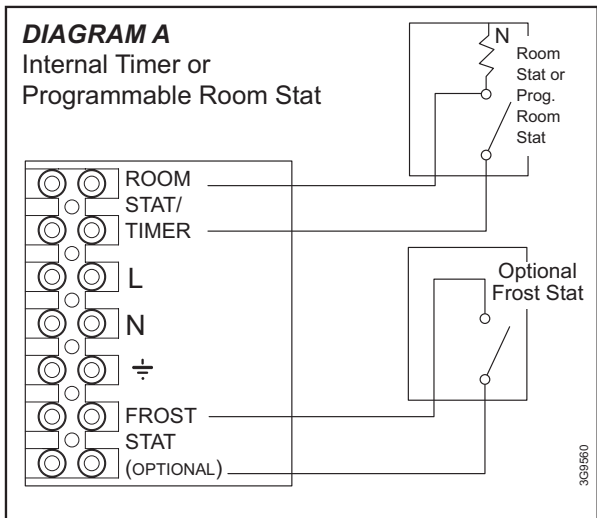 DIAGRAM A
Internal Timer or
Programmable Room Stat
N
Room
Stat or
Prog.
Room
Stat
ROOM
STAT/
TIMER
L
N
FROST
STAT
(OPTIONAL)
Optional
Frost Stat
3G9560